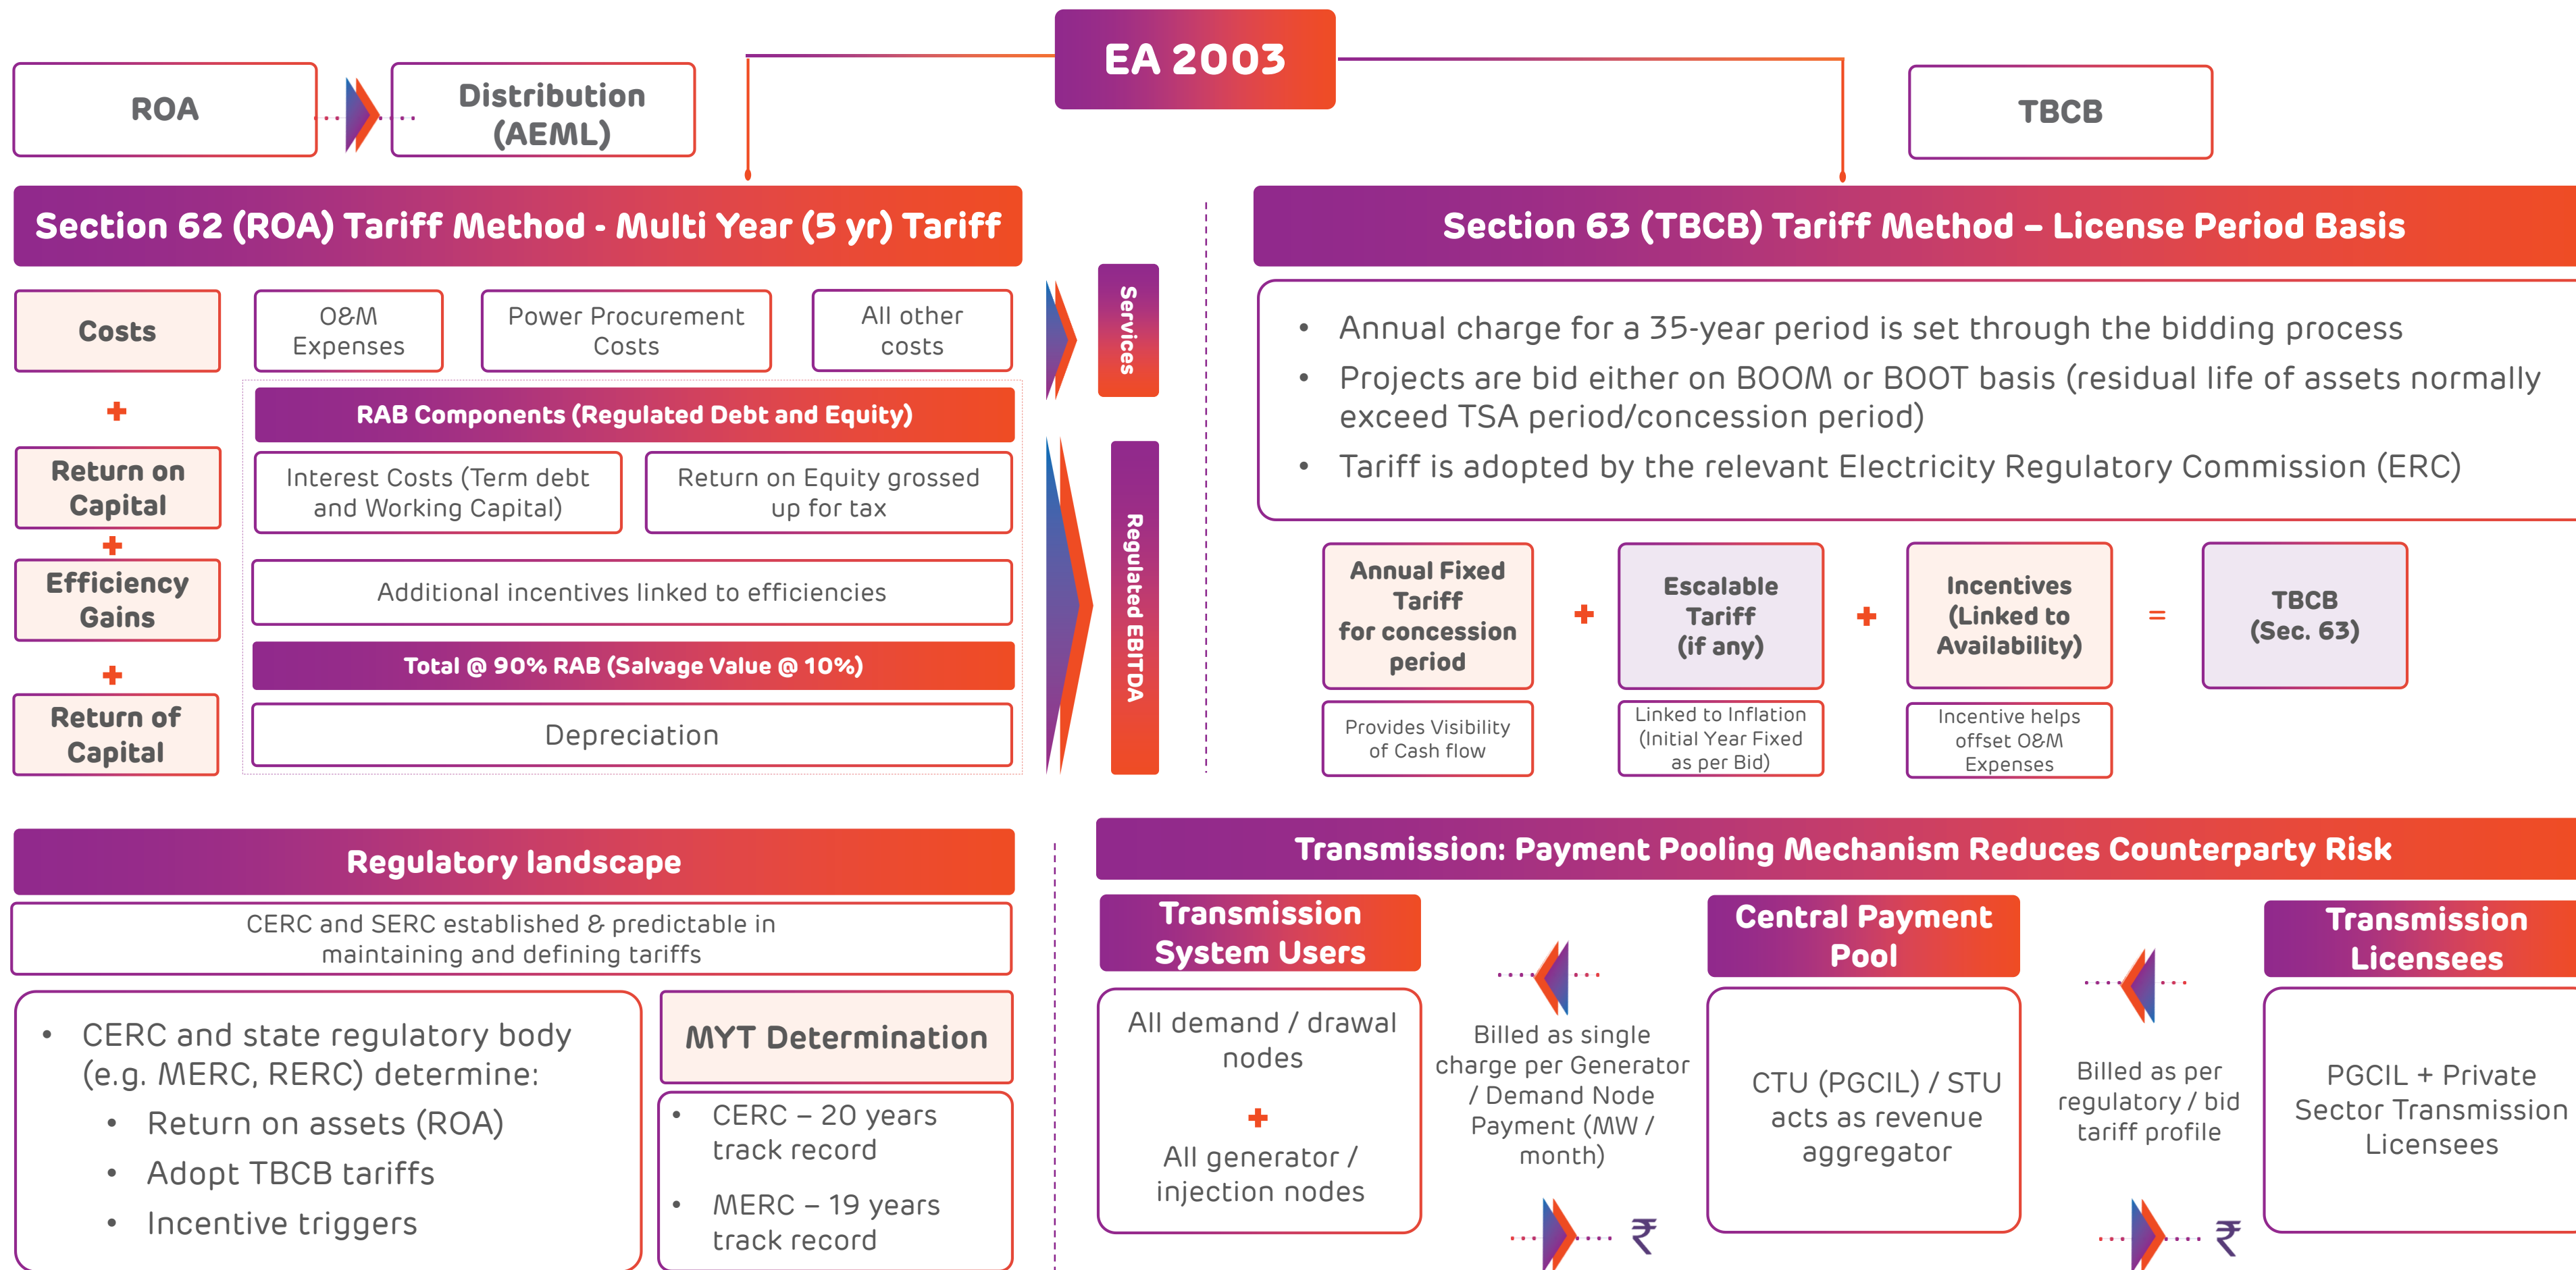 EA 2003
ROA
Distribution
(AEML)
TBCB
Section 62 (ROA) Tariff Method - Multi Year (5 yr) Tariff
Costs
O&M
Expenses
Power Procurement
Costs
All other
costs
+
RAB Components (Regulated Debt and Equity)
Return on
Capital
Interest Costs (Term debt
and Working Capital)
Return on Equity grossed
up for tax
+
Efficiency
Gains
Additional incentives linked to efficiencies
+
Total @ 90% RAB (Salvage Value @ 10%)
Return of
Capital
Depreciation
Services
Regulated EBITDA
Section 63 (TBCB) Tariff Method – License Period Basis
• Annual charge for a 35-year period is set through the bidding process
• Projects are bid either on BOOM or BOOT basis (residual life of assets normally
exceed TSA period/concession period)
• Tariff is adopted by the relevant Electricity Regulatory Commission (ERC)
Annual Fixed
Tariff
for concession
period
+
Escalable
Tariff
(if any)
+
Incentives
(Linked to
Availability)
=
TBCB
(Sec. 63)
Provides Visibility
of Cash flow
Linked to Inflation
(Initial Year Fixed
as per Bid)
Incentive helps
offset O&M
Expenses
Regulatory landscape
CERC and SERC established & predictable in
maintaining and defining tariffs
• CERC and state regulatory body
(e.g. MERC, RERC) determine:
• Return on assets (ROA)
• Adopt TBCB tariffs
• Incentive triggers
MYT Determination
• CERC – 20 years
track record
• MERC – 19 years
track record
Transmission: Payment Pooling Mechanism Reduces Counterparty Risk
Transmission
System Users
All demand / drawal
nodes
+
All generator /
injection nodes
Billed as single
charge per Generator
/ Demand Node
Payment (MW /
month)
₹
Central Payment
Pool
CTU (PGCIL) / STU
acts as revenue
aggregator
Billed as per
regulatory / bid
tariff profile
₹
Transmission
Licensees
PGCIL + Private
Sector Transmission
Licensees